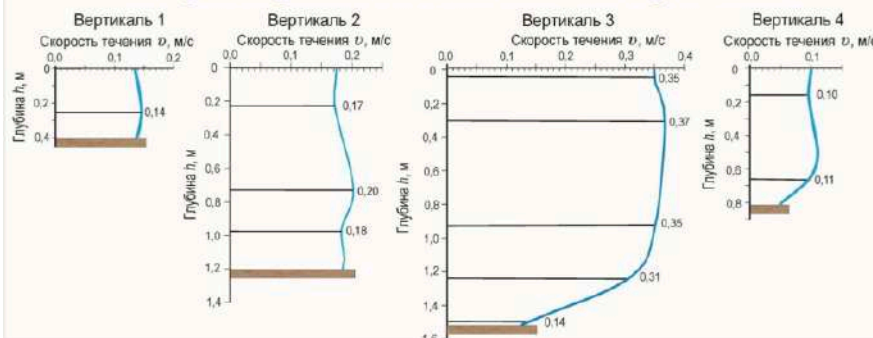 Вертикаль 1
Скорость течения υ, м/с
0,0 0,1 0,2
Глубина h, м
0
0,2
0,4
0,14
Вертикаль 2
Скорость течения υ, м/с
0,0 0,1 0,2
Глубина h, м
0
0,2
0,4
0,6
0,8
1,0
1,2
1,4
0,17
0,20
0,18
Вертикаль 3
Скорость течения υ, м/с
0,0 0,1 0,2 0,3 0,4
Глубина h, м
0
0,2
0,4
0,6
0,8
1,0
1,2
1,4
1,6
0,35
0,37
0,35
0,31
0,14
Вертикаль 4
Скорость течения υ, м/с
0,0 0,1
Глубина h, м
0
0,2
0,4
0,6
0,8
0,10
0,11